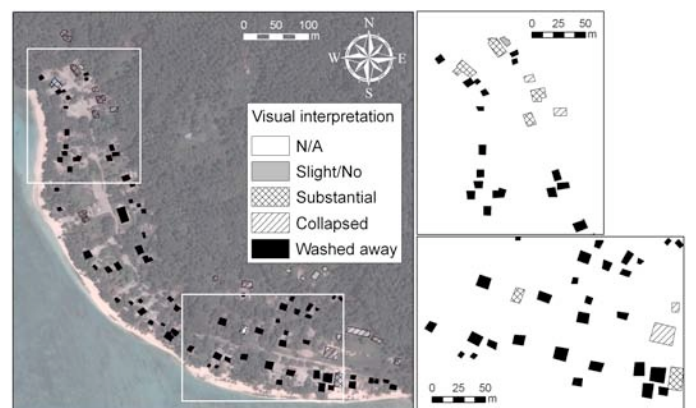 0 50 100
m
N
W E
S
Visual interpretation
N/A
Slight/No
Substantial
Collapsed
Washed away
0 25 50
m
0 25 50
m